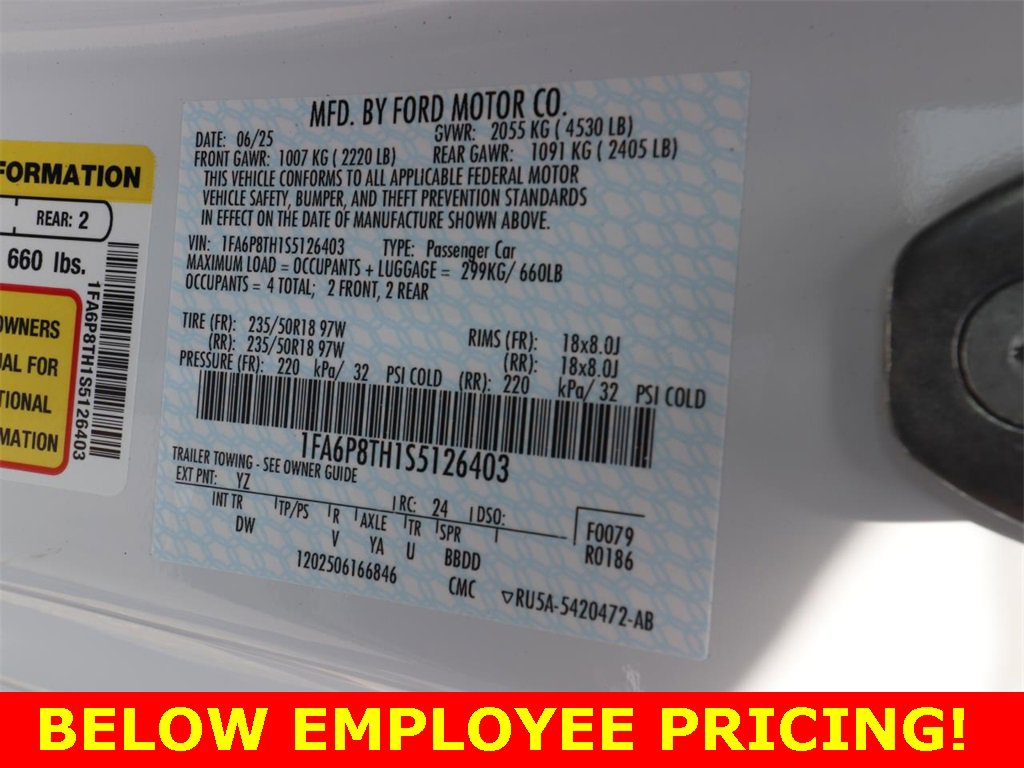 FORMATION
REAR: 2
660 lbs.
1FA6P8TH1S5126403
OWNERS
UAL FOR
TIONAL
MATION
MFD. BY FORD MOTOR CO.
DATE: 06/25 GVWR: 2055 KG ( 4530 LB)
FRONT GAWR: 1007 KG ( 2220 LB) REAR GAWR: 1091 KG ( 2405 LB)
THIS VEHICLE CONFORMS TO ALL APPLICABLE FEDERAL MOTOR
VEHICLE SAFETY, BUMPER, AND THEFT PREVENTION STANDARDS
IN EFFECT ON THE DATE OF MANUFACTURE SHOWN ABOVE.
VIN: 1FA6P8TH1S5126403 TYPE: Passenger Car
MAXIMUM LOAD = OCCUPANTS + LUGGAGE = 299KG/ 660LB
OCCUPANTS = 4 TOTAL; 2 FRONT, 2 REAR
TIRE (FR): 235/50R18 97W RIMS (FR): 18x8.0J
(RR): 235/50R18 97W (RR): 18x8.0J
PRESSURE (FR): 220 kPa/ 32 PSI COLD (RR): 220 kPa/ 32 PSI COLD
1FA6P8TH1S5126403
TRAILER TOWING - SEE OWNER GUIDE
EXT PNT: YZ RC: 24 DSO: F0079
INT TR TP/PS R AXLE TR SPR R0186
DW V YA U BBDD
1202506166846 CMC ▽RU5A-5420472-AB
BELOW EMPLOYEE PRICING!